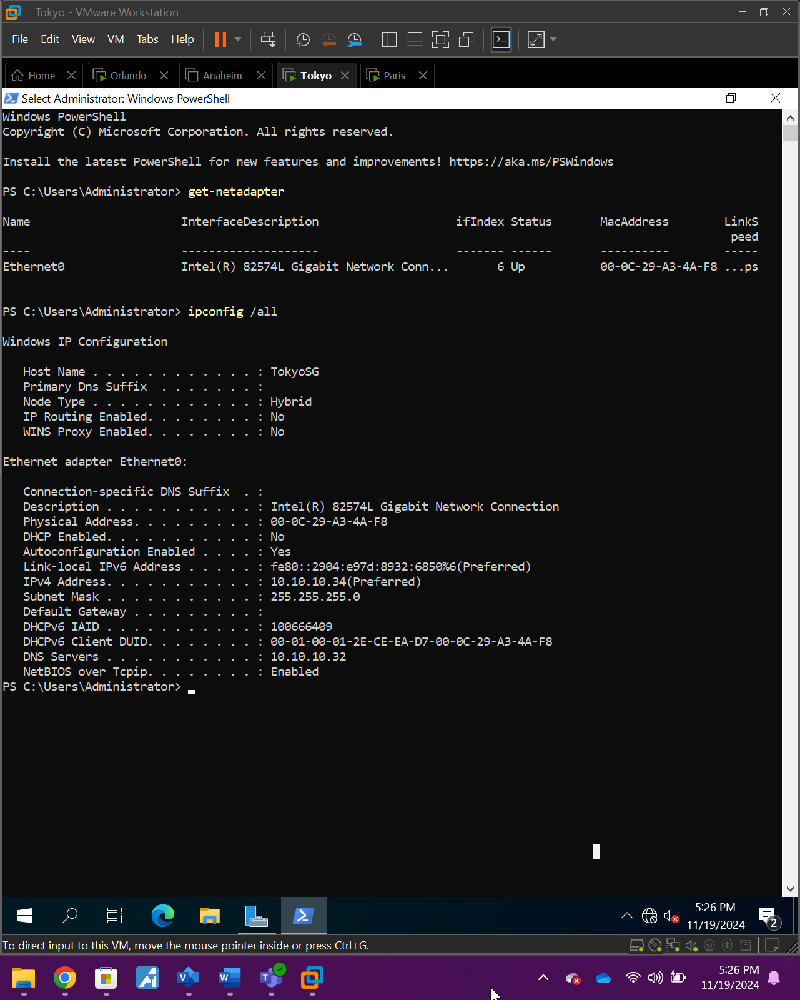 Tokyo - VMware Workstation
File Edit View VM Tabs Help
Home Orlando Anaheim Tokyo Paris
Select Administrator: Windows PowerShell
Windows PowerShell
Copyright (C) Microsoft Corporation. All rights reserved.
Install the latest PowerShell for new features and improvements! https://aka.ms/PSWindows
PS C:\Users\Administrator> get-netadapter
Name InterfaceDescription ifIndex Status MacAddress LinkS
peed
---- -------------------- ------- ------ ---------- -----
Ethernet0 Intel(R) 82574L Gigabit Network Conn... 6 Up 00-0C-29-A3-4A-F8 ...ps
PS C:\Users\Administrator> ipconfig /all
Windows IP Configuration
Host Name . . . . . . . . . . . . : TokyoSG
Primary Dns Suffix  . . . . . . . :
Node Type . . . . . . . . . . . . : Hybrid
IP Routing Enabled. . . . . . . . : No
WINS Proxy Enabled. . . . . . . . : No
Ethernet adapter Ethernet0:
Connection-specific DNS Suffix  . :
Description . . . . . . . . . . . : Intel(R) 82574L Gigabit Network Connection
Physical Address. . . . . . . . . : 00-0C-29-A3-4A-F8
DHCP Enabled. . . . . . . . . . . : No
Autoconfiguration Enabled . . . . : Yes
Link-local IPv6 Address . . . . . : fe80::2904:e97d:8932:6850%6(Preferred)
IPv4 Address. . . . . . . . . . . : 10.10.10.34(Preferred)
Subnet Mask . . . . . . . . . . . : 255.255.255.0
Default Gateway . . . . . . . . . :
DHCPv6 IAID . . . . . . . . . . . : 100666409
DHCPv6 Client DUID. . . . . . . . : 00-01-00-01-2E-CE-EA-D7-00-0C-29-A3-4A-F8
DNS Servers . . . . . . . . . . . : 10.10.10.32
NetBIOS over Tcpip. . . . . . . . : Enabled
PS C:\Users\Administrator>
5:26 PM
11/19/2024
2
To direct input to this VM, move the mouse pointer inside or press Ctrl+G.
5:26 PM
11/19/2024